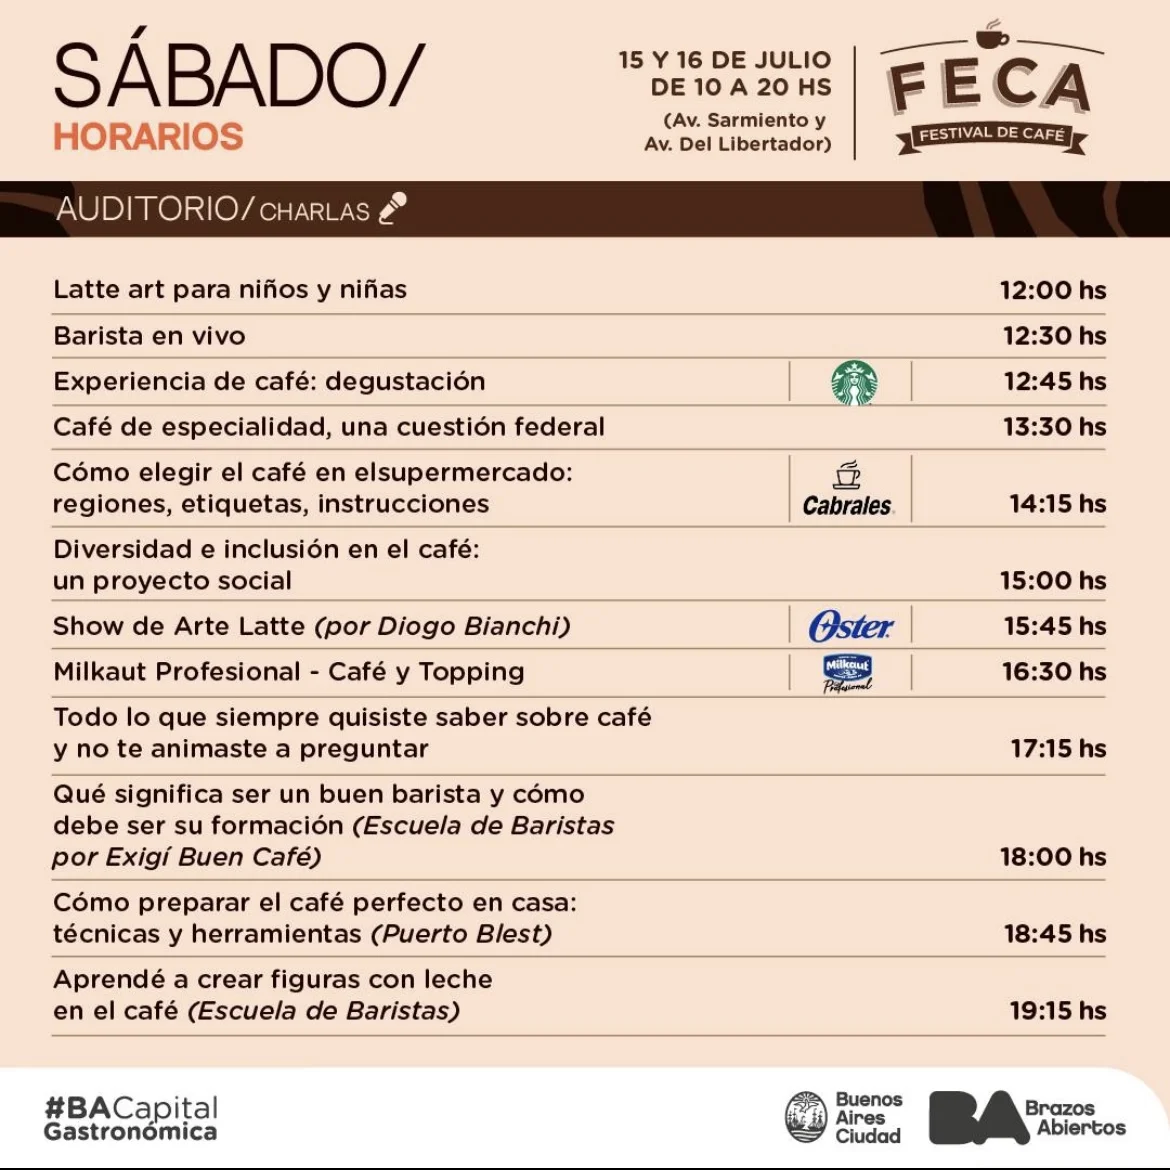 SÁBADO/
HORARIOS
15 Y 16 DE JULIO
DE 10 A 20 HS
(Av. Sarmiento y
Av. Del Libertador)
FECA
FESTIVAL DE CAFÉ
AUDITORIO/CHARLAS
Latte art para niños y niñas 12:00 hs
Barista en vivo 12:30 hs
Experiencia de café: degustación 12:45 hs
Café de especialidad, una cuestión federal 13:30 hs
Cómo elegir el café en elsupermercado:
regiones, etiquetas, instrucciones Cabrales 14:15 hs
Diversidad e inclusión en el café:
un proyecto social 15:00 hs
Show de Arte Latte (por Diogo Bianchi) Oster 15:45 hs
Milkaut Profesional - Café y Topping Milkaut Profesional 16:30 hs
Todo lo que siempre quisiste saber sobre café
y no te animaste a preguntar 17:15 hs
Qué significa ser un buen barista y cómo
debe ser su formación (Escuela de Baristas
por Exigí Buen Café) 18:00 hs
Cómo preparar el café perfecto en casa:
técnicas y herramientas (Puerto Blest) 18:45 hs
Aprendé a crear figuras con leche
en el café (Escuela de Baristas) 19:15 hs
#BACapital
Gastronómica
Buenos
Aires
Ciudad
BA Brazos
Abiertos